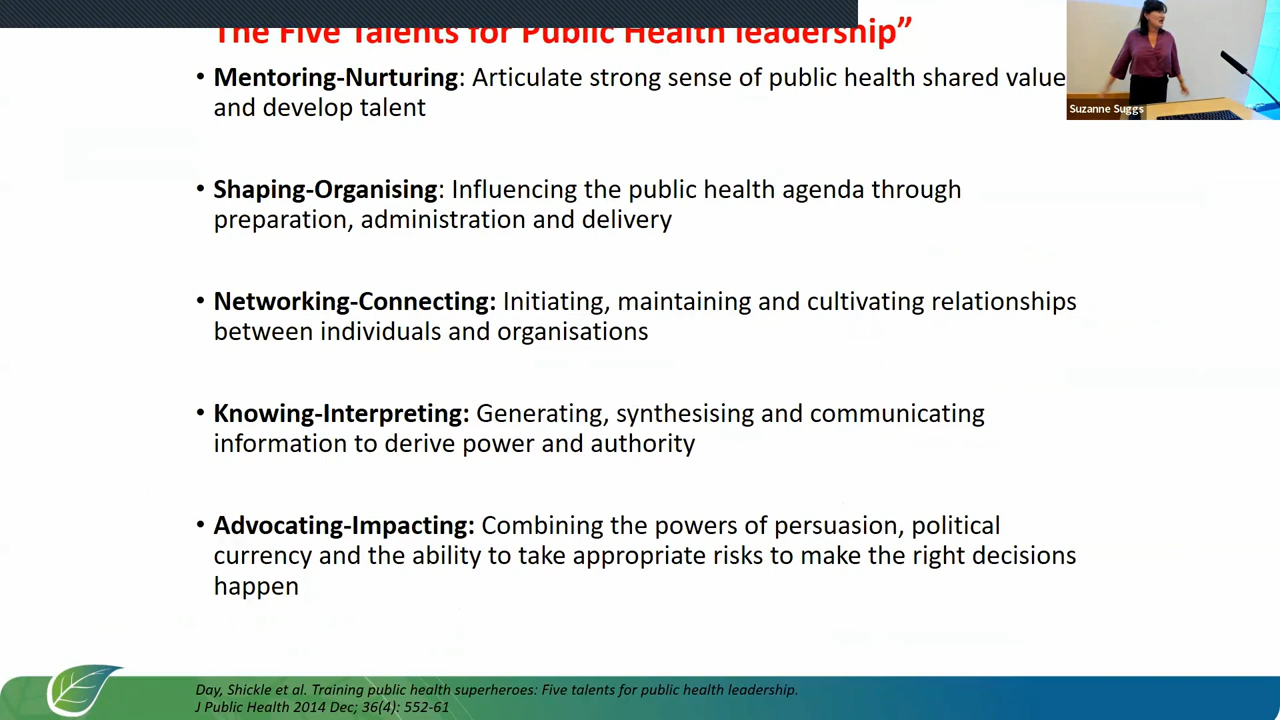 The Five Talents for Public Health leadership”
• Mentoring-Nurturing: Articulate strong sense of public health shared value
and develop talent
Suzanne Suggs
• Shaping-Organising: Influencing the public health agenda through
preparation, administration and delivery
• Networking-Connecting: Initiating, maintaining and cultivating relationships
between individuals and organisations
• Knowing-Interpreting: Generating, synthesising and communicating
information to derive power and authority
• Advocating-Impacting: Combining the powers of persuasion, political
currency and the ability to take appropriate risks to make the right decisions
happen
Day, Shickle et al. Training public health superheroes: Five talents for public health leadership.
J Public Health 2014 Dec; 36(4): 552-61